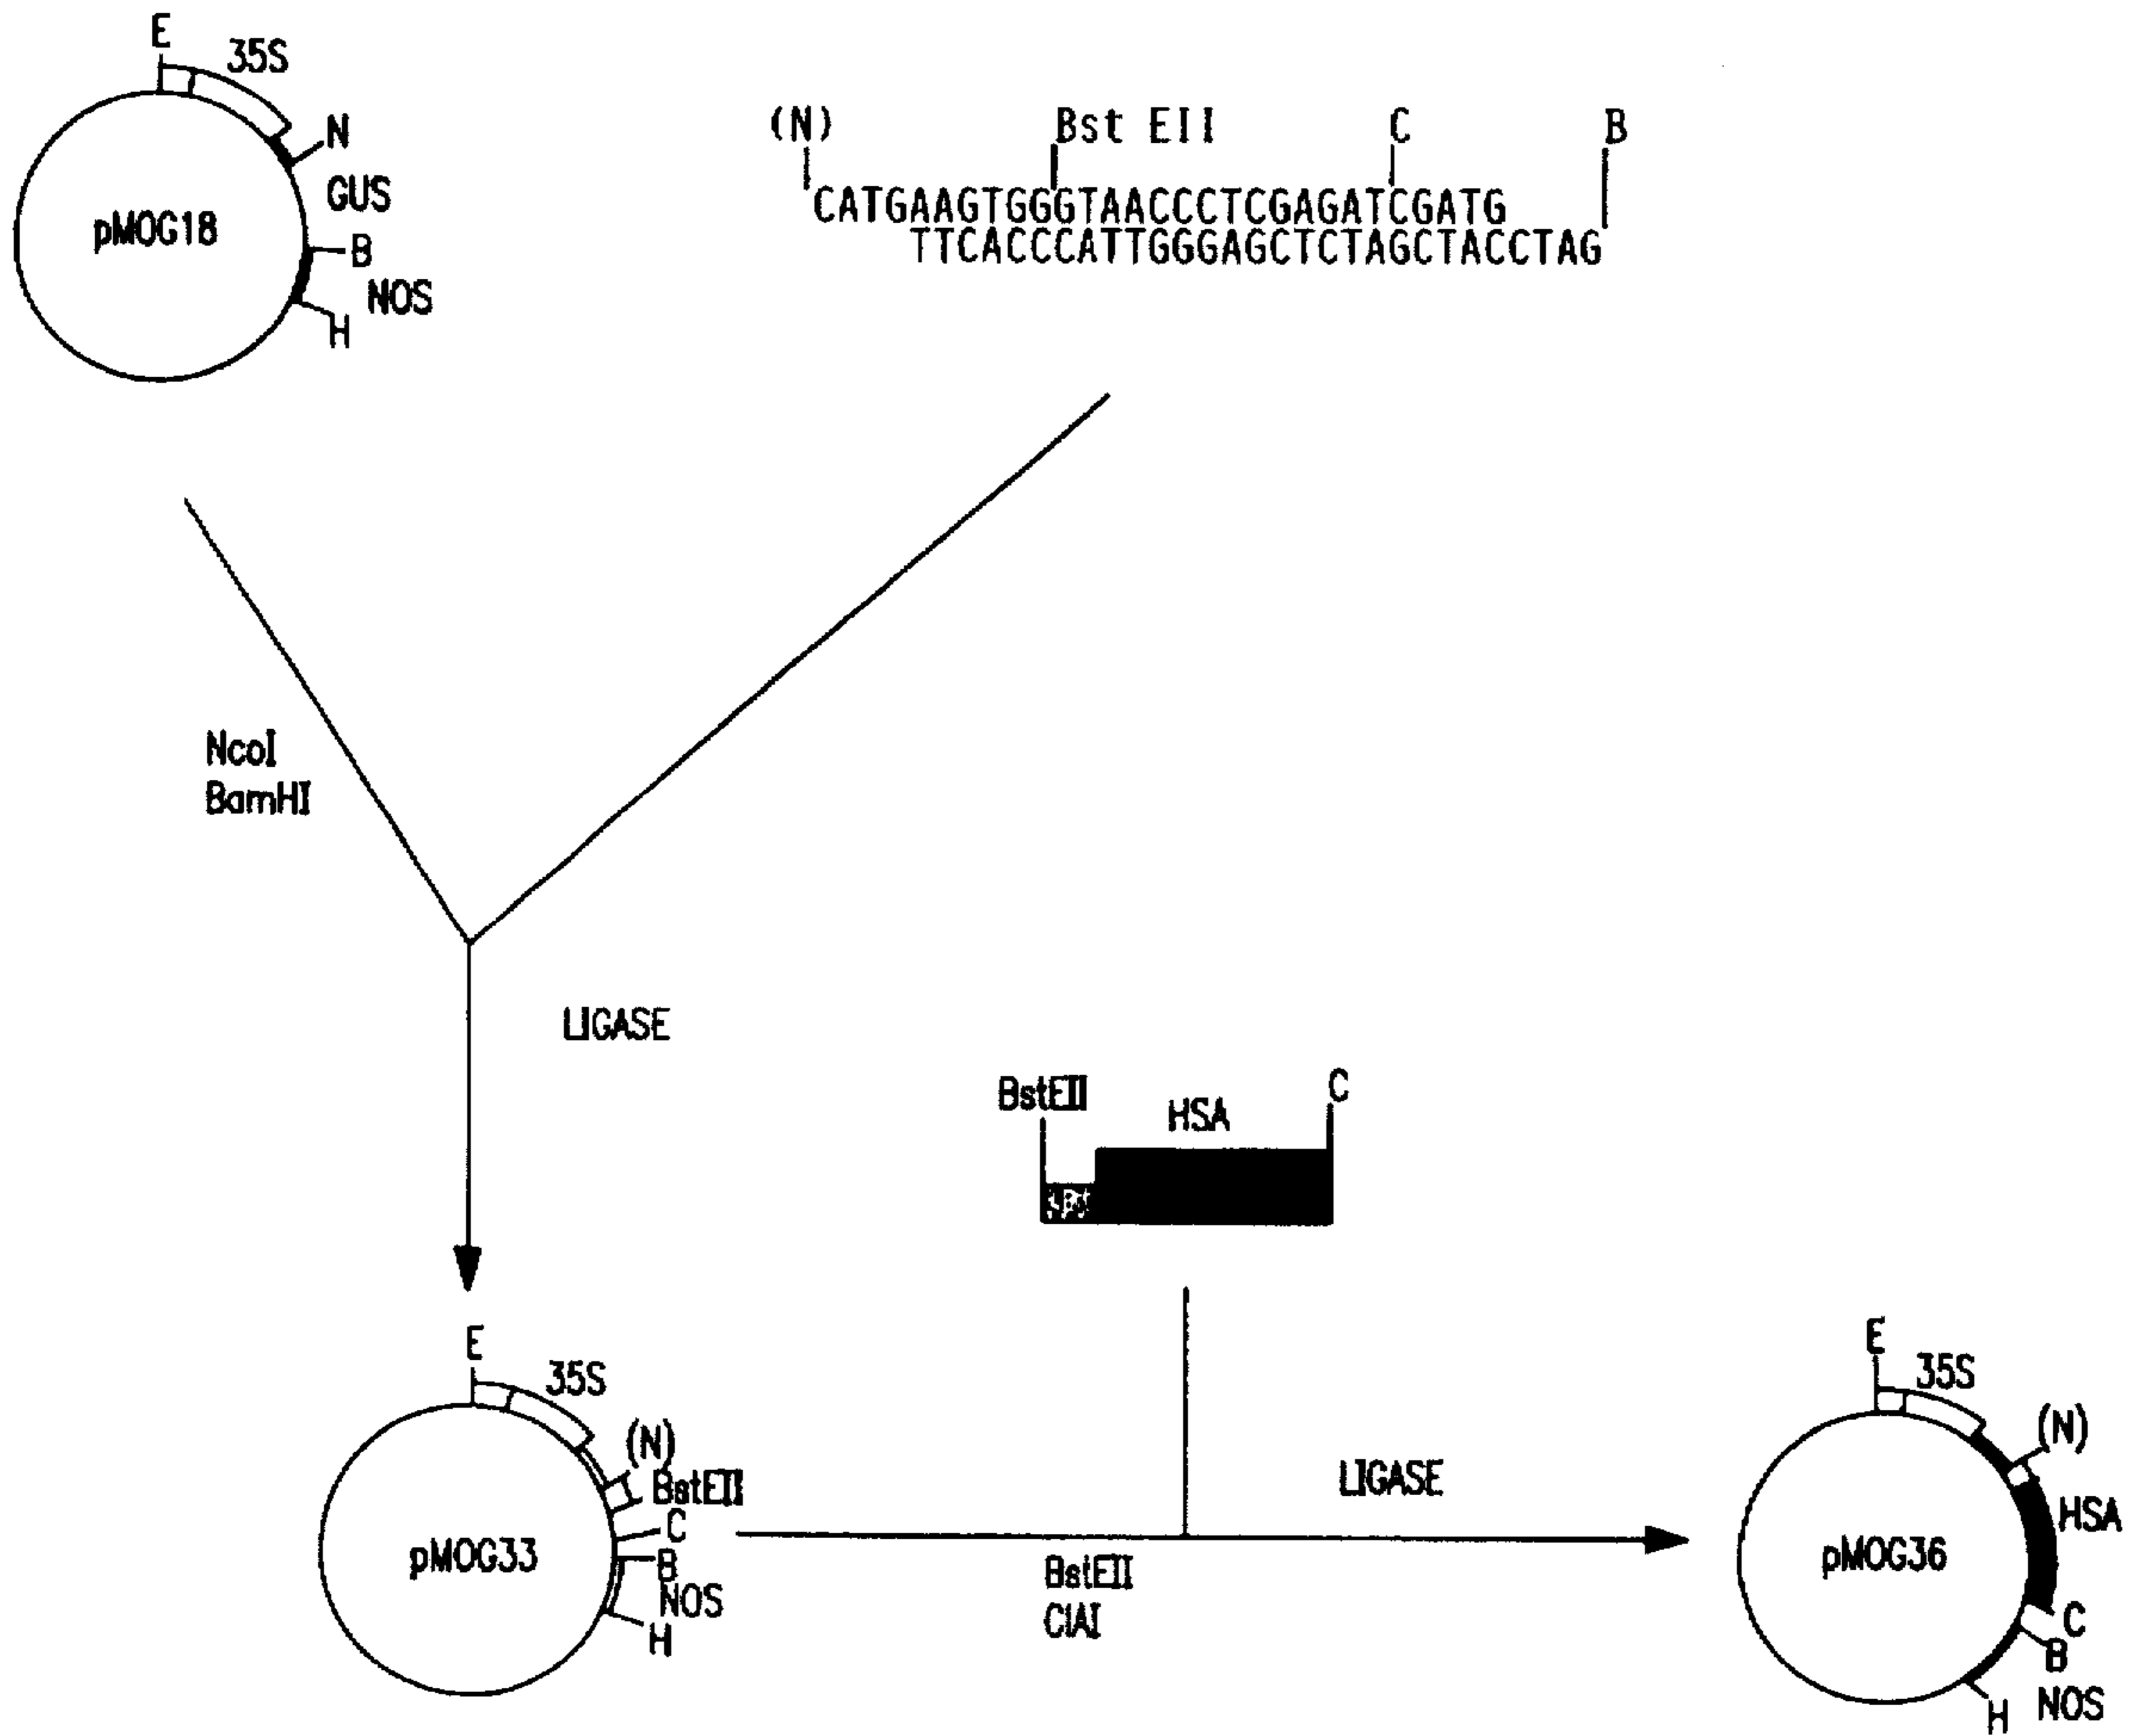 E
35S
N
GUS
pMOG18
B
NOS
H
(N) Bst EII C B
CATGAAGTGGGTAACCCTCGAGATCGATG
TTCACCCATTGGGAGCTCTAGCTACCTAG
NcoI
BamHI
LIGASE
BstEII
HSA
C
E
35S
(N)
BstEII
C
pMOG33
B
NOS
H
LIGASE
BstEII
ClAI
E
35S
(N)
HSA
pMOG36
C
B
NOS
H